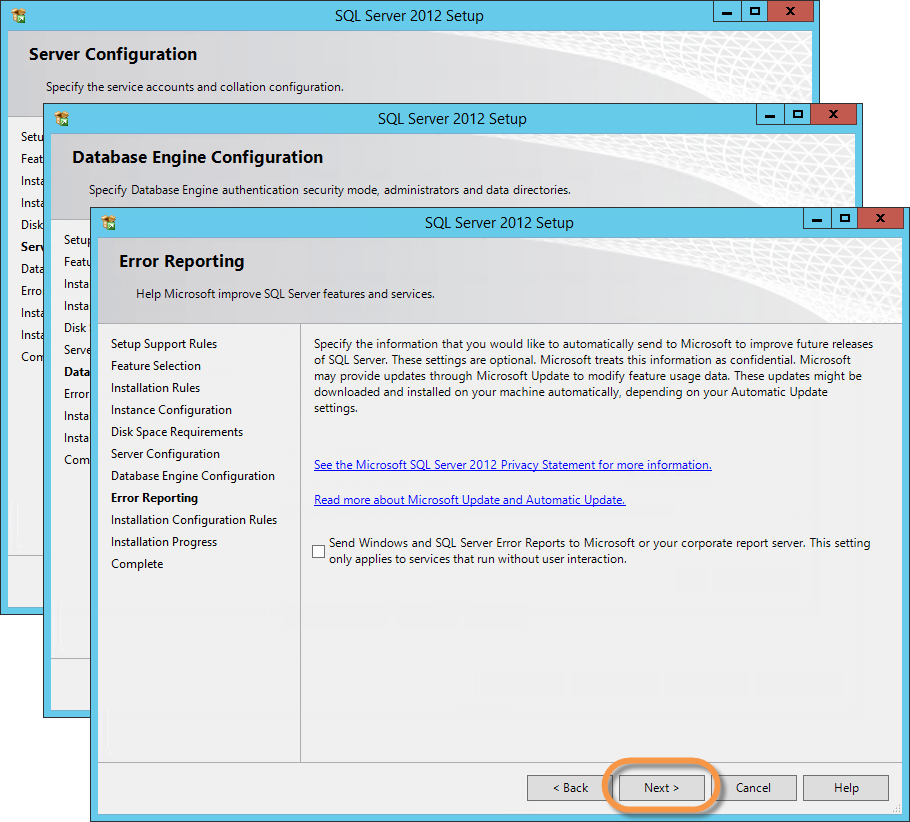 SQL Server 2012 Setup
Server Configuration
Specify the service accounts and collation configuration.
Setu
Feat
Insta
Insta
Disk
Serv
Data
Erro
Insta
Insta
Com
SQL Server 2012 Setup
Database Engine Configuration
Specify Database Engine authentication security mode, administrators and data directories.
Setup
Featu
Insta
Insta
Disk
Serve
Data
Error
Insta
Insta
Com
SQL Server 2012 Setup
Error Reporting
Help Microsoft improve SQL Server features and services.
Setup Support Rules
Feature Selection
Installation Rules
Instance Configuration
Disk Space Requirements
Server Configuration
Database Engine Configuration
Error Reporting
Installation Configuration Rules
Installation Progress
Complete
Specify the information that you would like to automatically send to Microsoft to improve future releases
of SQL Server. These settings are optional. Microsoft treats this information as confidential. Microsoft
may provide updates through Microsoft Update to modify feature usage data. These updates might be
downloaded and installed on your machine automatically, depending on your Automatic Update
settings.
See the Microsoft SQL Server 2012 Privacy Statement for more information.
Read more about Microsoft Update and Automatic Update.
Send Windows and SQL Server Error Reports to Microsoft or your corporate report server. This setting
only applies to services that run without user interaction.
< Back Next > Cancel Help